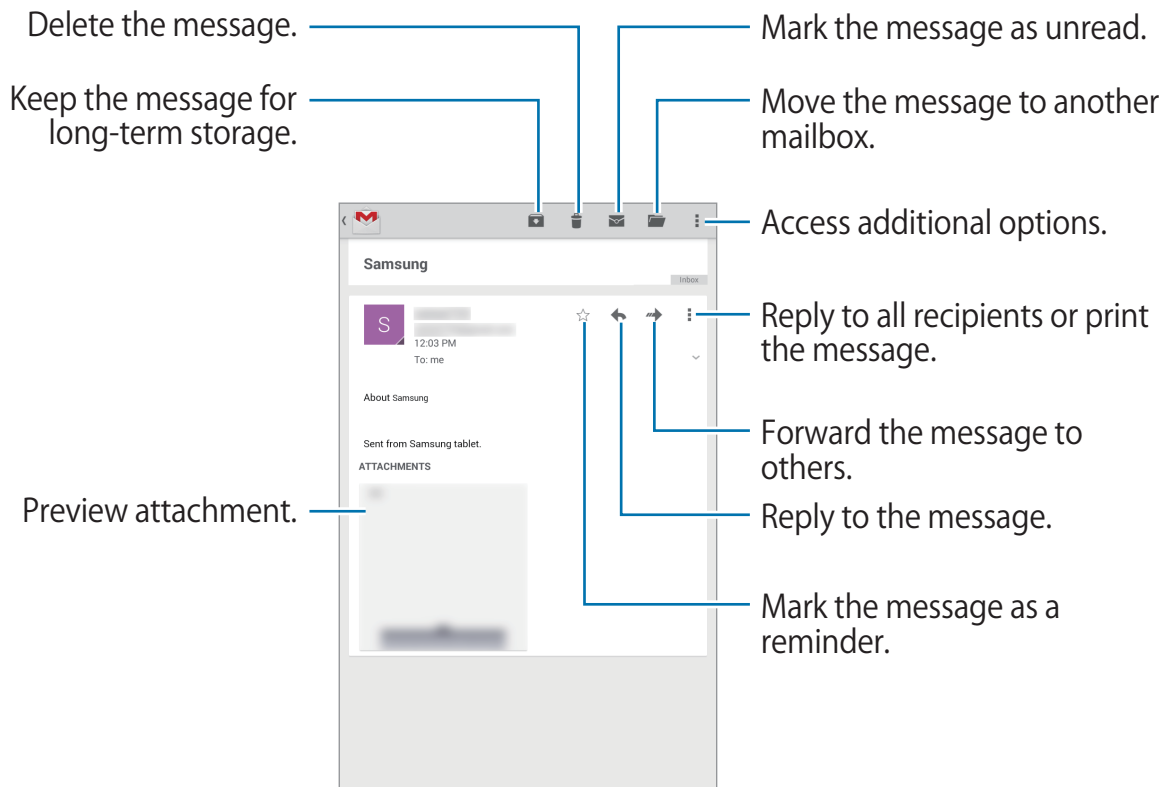 Delete the message.
Keep the message for
long-term storage.
Mark the message as unread.
Move the message to another
mailbox.
Access additional options.
Samsung
Inbox
S
12:03 PM
To: me
Reply to all recipients or print
the message.
About Samsung
Sent from Samsung tablet.
ATTACHMENTS
Forward the message to
others.
Preview attachment.
Reply to the message.
Mark the message as a
reminder.